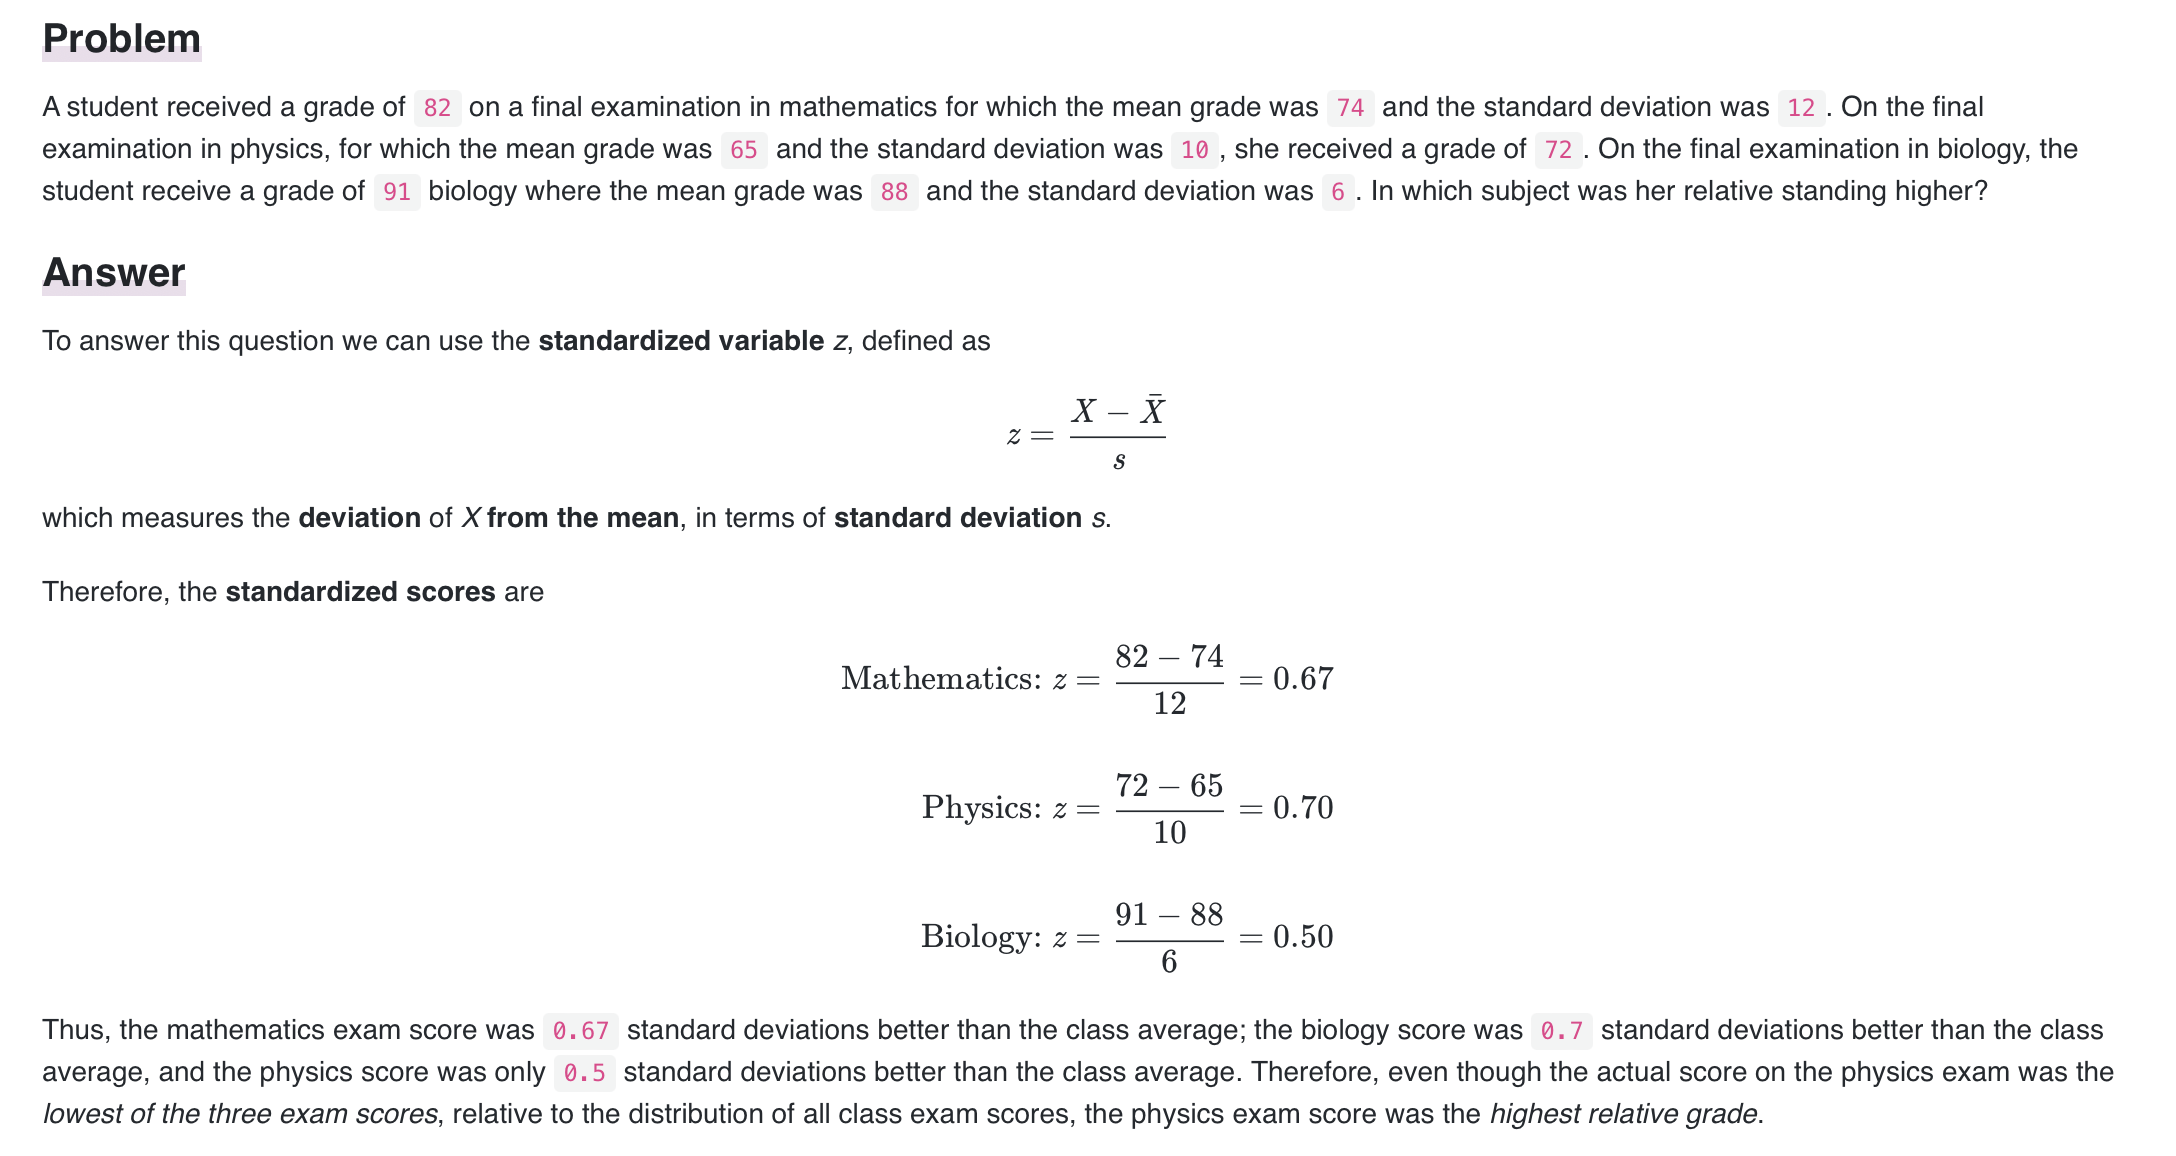 Problem
A student received a grade of 82 on a final examination in mathematics for which the mean grade was 74 and the standard deviation was 12 . On the final
examination in physics, for which the mean grade was 65 and the standard deviation was 10 , she received a grade of 72 . On the final examination in biology, the
student receive a grade of 91 biology where the mean grade was 88 and the standard deviation was 6 . In which subject was her relative standing higher?
Answer
To answer this question we can use the standardized variable z, defined as
z = \frac{X − X̄}{s}
which measures the deviation of X from the mean, in terms of standard deviation s.
Therefore, the standardized scores are
Mathematics: z = \frac{82 − 74}{12} = 0.67
Physics: z = \frac{72 − 65}{10} = 0.70
Biology: z = \frac{91 − 88}{6} = 0.50
Thus, the mathematics exam score was 0.67 standard deviations better than the class average; the biology score was 0.7 standard deviations better than the class
average, and the physics score was only 0.5 standard deviations better than the class average. Therefore, even though the actual score on the physics exam was the
lowest of the three exam scores, relative to the distribution of all class exam scores, the physics exam score was the highest relative grade.